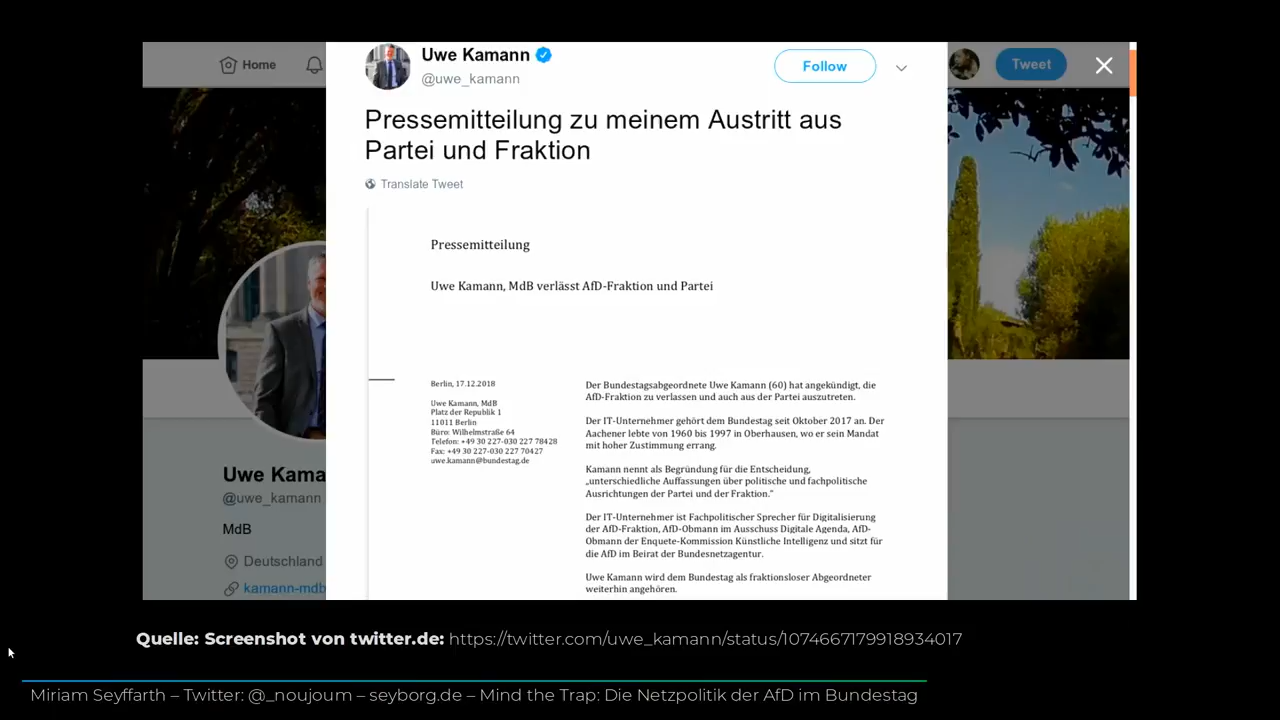 Home
Uwe Kamann
@uwe_kamann
Follow
Tweet
Pressemitteilung zu meinem Austritt aus
Partei und Fraktion
Translate Tweet
Pressemitteilung
Uwe Kamann, MdB verlässt AfD-Fraktion und Partei
Berlin, 17.12.2018
Uwe Kamann, MdB
Platz der Republik 1
11011 Berlin
Büro: Wilhelmstraße 64
Telefon: +49 30 227-030 227 78428
Fax: +49 30 227-030 227 70427
uwe.kamann@bundestag.de
Der Bundestagsabgeordnete Uwe Kamann (60) hat angekündigt, die
AfD-Fraktion zu verlassen und auch aus der Partei auszutreten.
Der IT-Unternehmer gehört dem Bundestag seit Oktober 2017 an. Der
Aachener lebte von 1960 bis 1997 in Oberhausen, wo er sein Mandat
mit hoher Zustimmung errang.
Kamann nennt als Begründung für die Entscheidung,
„unterschiedliche Auffassungen über politische und fachpolitische
Ausrichtungen der Partei und der Fraktion."
Der IT-Unternehmer ist Fachpolitischer Sprecher für Digitalisierung
der AfD-Fraktion, AfD-Obmann im Ausschuss Digitale Agenda, AfD-
Obmann der Enquete-Kommission Künstliche Intelligenz und sitzt für
die AfD im Beirat der Bundesnetzagentur.
Uwe Kamann wird dem Bundestag als fraktionsloser Abgeordneter
weiterhin angehören.
Uwe Kama
@uwe_kamann
MdB
Deutschland
kamann-mdb
Quelle: Screenshot von twitter.de: https://twitter.com/uwe_kamann/status/1074667179918934017
Miriam Seyffarth – Twitter: @_noujoum – seyborg.de – Mind the Trap: Die Netzpolitik der AfD im Bundestag